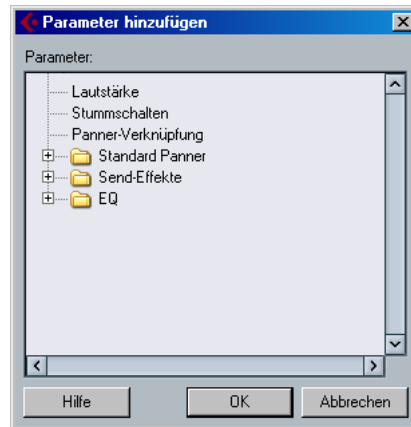 Parameter hinzufügen
Parameter:
Lautstärke
Stummschalten
Panner-Verknüpfung
Standard Panner
Send-Effekte
EQ
Hilfe OK Abbrechen